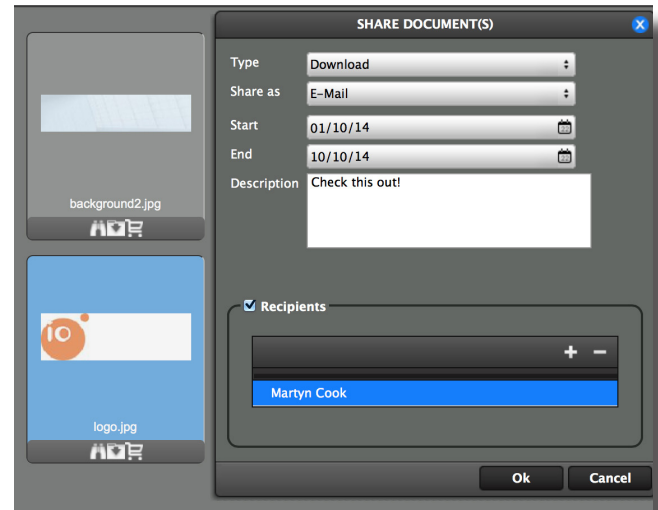 SHARE DOCUMENT(S)
Type
Download
Share as
E-Mail
Start
01/10/14
End
10/10/14
Description
Check this out!
background2.jpg
iO
logo.jpg
Recipients
Martyn Cook
Ok
Cancel